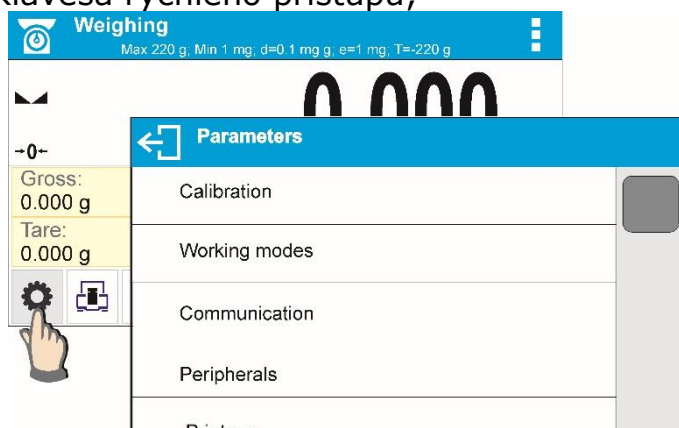 Weighing
Max 220 g; Min 1 mg; d=0.1 mg g; e=1 mg; T=-220 g
0.000
→0←
Parameters
Gross:
0.000 g
Tare:
0.000 g
Calibration
Working modes
Communication
Peripherals